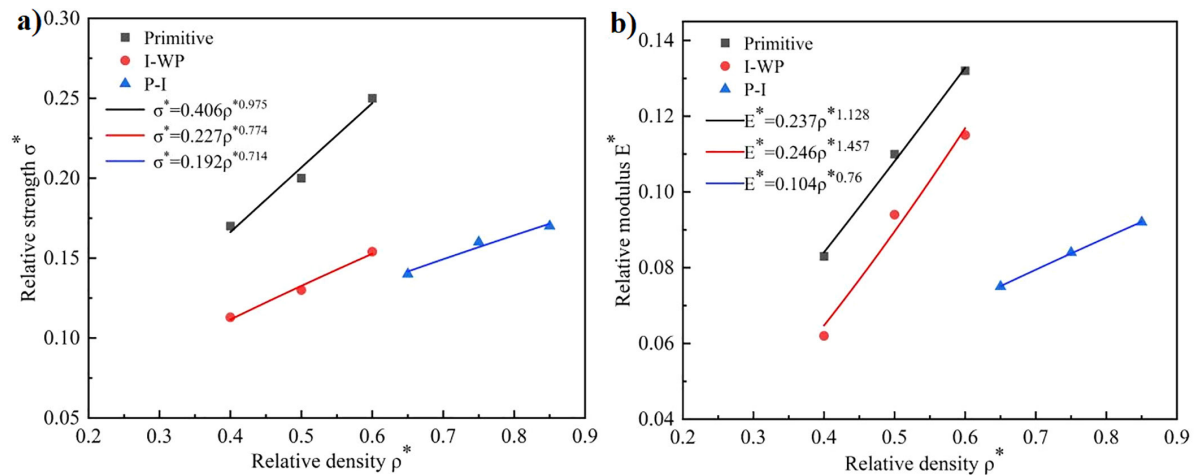 a)
0.30
0.25
0.20
0.15
0.10
0.05
Relative strength σ*
Primitive
I-WP
P-I
σ*=0.406ρ*0.975
σ*=0.227ρ*0.774
σ*=0.192ρ*0.714
0.2 0.3 0.4 0.5 0.6 0.7 0.8 0.9
Relative density ρ*
b)
0.14
0.12
0.10
0.08
0.06
0.04
Relative modulus E*
Primitive
I-WP
P-I
E*=0.237ρ*1.128
E*=0.246ρ*1.457
E*=0.104ρ*0.76
0.2 0.3 0.4 0.5 0.6 0.7 0.8 0.9
Relative density ρ*